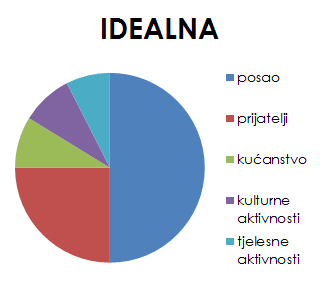 IDEALNA
posao
prijatelji
kućanstvo
kulturne
aktivnosti
tjelesne
aktivnosti